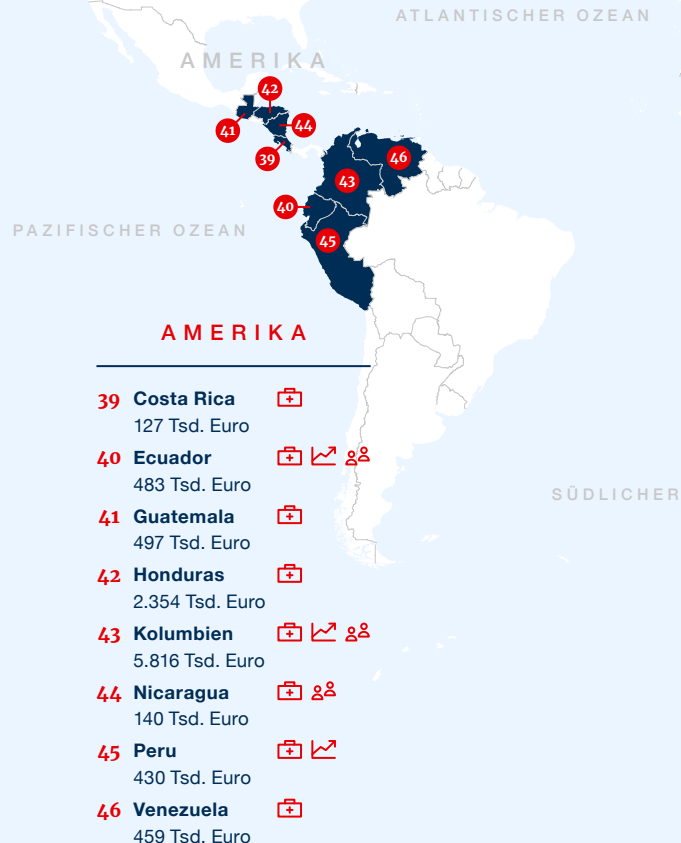 ATLANTISCHER OZEAN
AMERIKA
42
41
44
39
46
43
40
PAZIFISCHER OZEAN
45
AMERIKA
39 Costa Rica
127 Tsd. Euro
40 Ecuador
483 Tsd. Euro
SÜDLICHER
41 Guatemala
497 Tsd. Euro
42 Honduras
2.354 Tsd. Euro
43 Kolumbien
5.816 Tsd. Euro
44 Nicaragua
140 Tsd. Euro
45 Peru
430 Tsd. Euro
46 Venezuela
459 Tsd. Euro